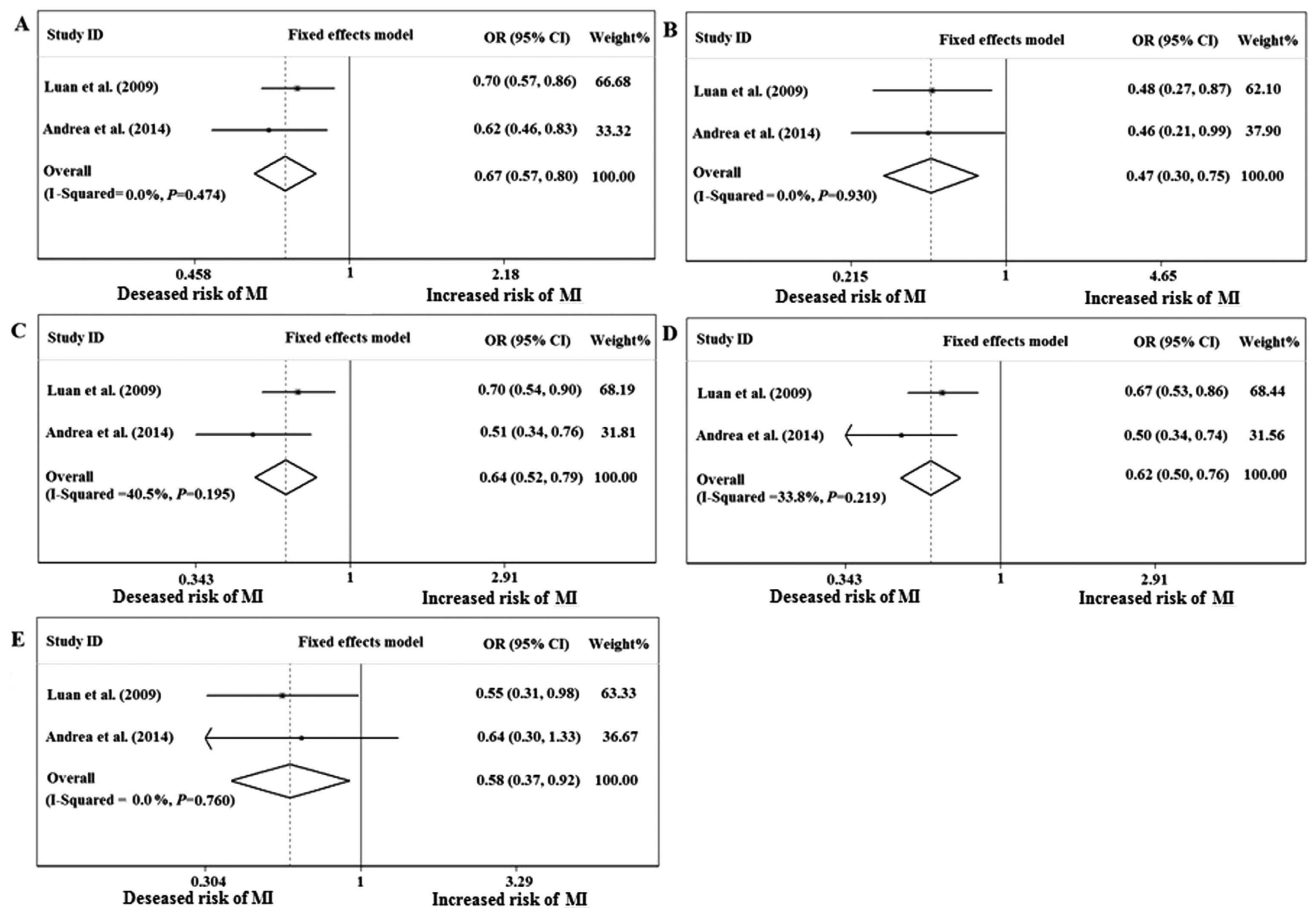 A
Study ID Fixed effects model OR (95% CI) Weight%
Luan et al. (2009) 0.70 (0.57, 0.86) 66.68
Andrea et al. (2014) 0.62 (0.46, 0.83) 33.32
Overall
(I-Squared= 0.0%, P=0.474) 0.67 (0.57, 0.80) 100.00
0.458 1 2.18
Deseased risk of MI Increased risk of MI
B
Study ID Fixed effects model OR (95% CI) Weight%
Luan et al. (2009) 0.48 (0.27, 0.87) 62.10
Andrea et al. (2014) 0.46 (0.21, 0.99) 37.90
Overall
(I-Squared = 0.0%, P=0.930) 0.47 (0.30, 0.75) 100.00
0.215 1 4.65
Deseased risk of MI Increased risk of MI
C
Study ID Fixed effects model OR (95% CI) Weight%
Luan et al. (2009) 0.70 (0.54, 0.90) 68.19
Andrea et al. (2014) 0.51 (0.34, 0.76) 31.81
Overall 0.64 (0.52, 0.79) 100.00
(I-Squared =40.5%, P=0.195)
0.343 1 2.91
Deseased risk of MI Increased risk of MI
D
Study ID Fixed effects model OR (95% CI) Weight%
Luan et al. (2009) 0.67 (0.53, 0.86) 68.44
Andrea et al. (2014) 0.50 (0.34, 0.74) 31.56
Overall 0.62 (0.50, 0.76) 100.00
(I-Squared =33.8%, P=0.219)
0.343 1 2.91
Deseased risk of MI Increased risk of MI
E
Study ID Fixed effects model OR (95% CI) Weight%
Luan et al. (2009) 0.55 (0.31, 0.98) 63.33
Andrea et al. (2014) 0.64 (0.30, 1.33) 36.67
Overall 0.58 (0.37, 0.92) 100.00
(I-Squared = 0.0%, P=0.760)
0.304 1 3.29
Deseased risk of MI Increased risk of MI